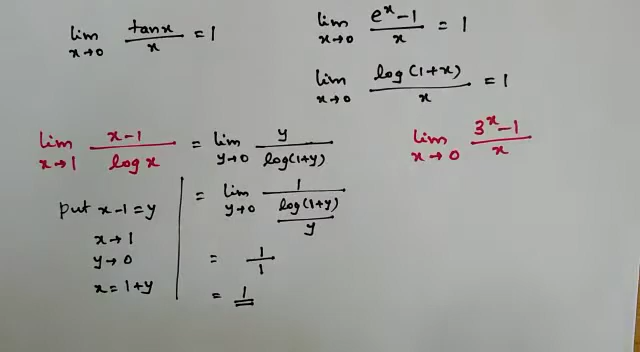 lim x→0 tanx/x = 1
lim x→0 (e^x-1)/x = 1
lim x→0 log(1+x)/x = 1
lim x→1 (x-1)/logx = lim y→0 y/log(1+y)
lim x→0 (3^x-1)/x
put x-1=y
= lim y→0 1/(log(1+y)/y)
x→1
y→0
= 1/1
x=1+y
= 1